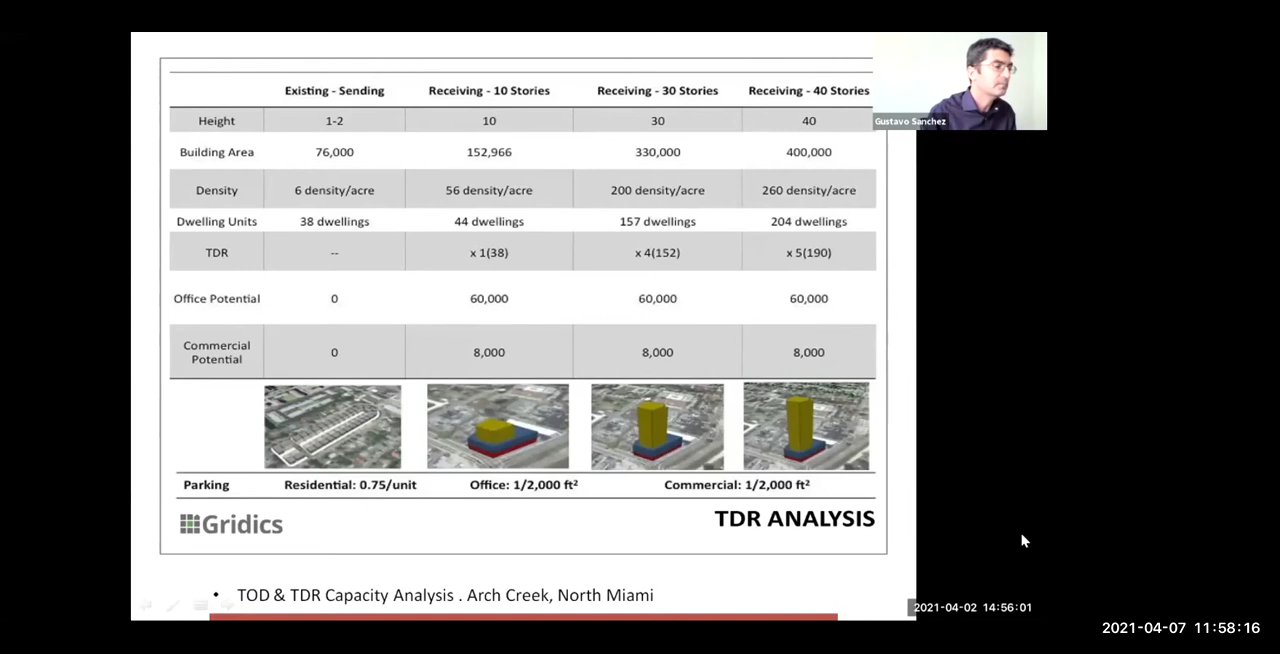 Existing - Sending Receiving - 10 Stories Receiving - 30 Stories Receiving - 40 Stories
Height 1-2 10 30 40
Building Area 76,000 152,966 330,000 400,000
Density 6 density/acre 56 density/acre 200 density/acre 260 density/acre
Dwelling Units 38 dwellings 44 dwellings 157 dwellings 204 dwellings
TDR -- x 1(38) x 4(152) x 5(190)
Office Potential 0 60,000 60,000 60,000
Commercial
Potential 0 8,000 8,000 8,000
Parking Residential: 0.75/unit Office: 1/2,000 ft² Commercial: 1/2,000 ft²
Gridics
TDR ANALYSIS
• TOD & TDR Capacity Analysis . Arch Creek, North Miami
Gustavo Sanchez
2021-04-02 14:56:01
2021-04-07 11:58:16